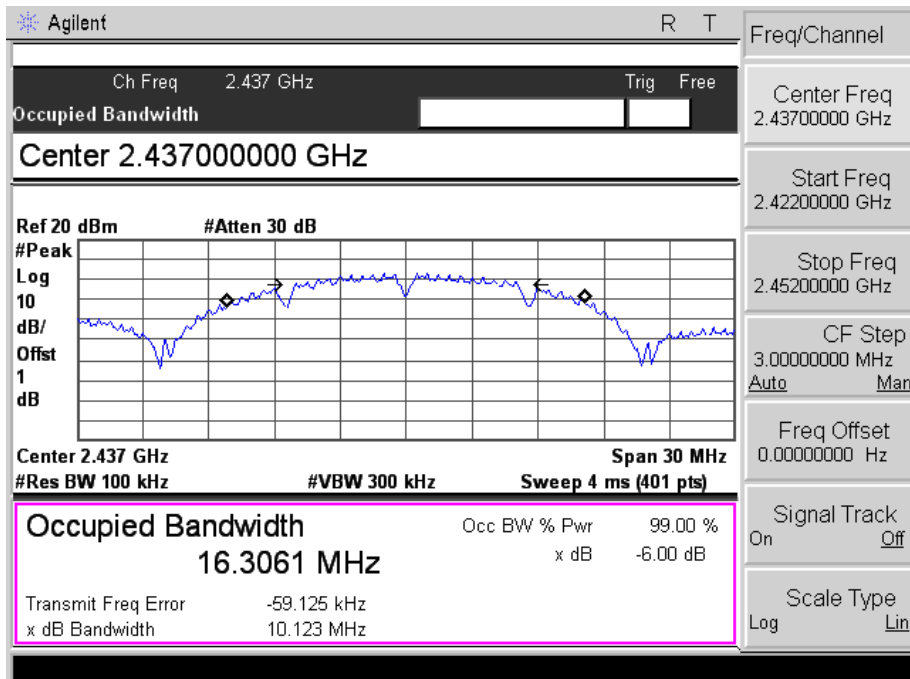 Agilent
R T
Freq/Channel
Ch Freq 2.437 GHz
Trig Free
Occupied Bandwidth
Center 2.437000000 GHz
Ref 20 dBm #Atten 30 dB
#Peak
Log
10
dB/
Offst
1
dB
Center 2.437 GHz Span 30 MHz
#Res BW 100 kHz #VBW 300 kHz Sweep 4 ms (401 pts)
Occupied Bandwidth
16.3061 MHz
Occ BW % Pwr 99.00 %
x dB -6.00 dB
Transmit Freq Error -59.125 kHz
x dB Bandwidth 10.123 MHz
Center Freq
2.43700000 GHz
Start Freq
2.42200000 GHz
Stop Freq
2.45200000 GHz
CF Step
3.00000000 MHz
Auto Man
Freq Offset
0.00000000 Hz
Signal Track
On Off
Scale Type
Log Lin